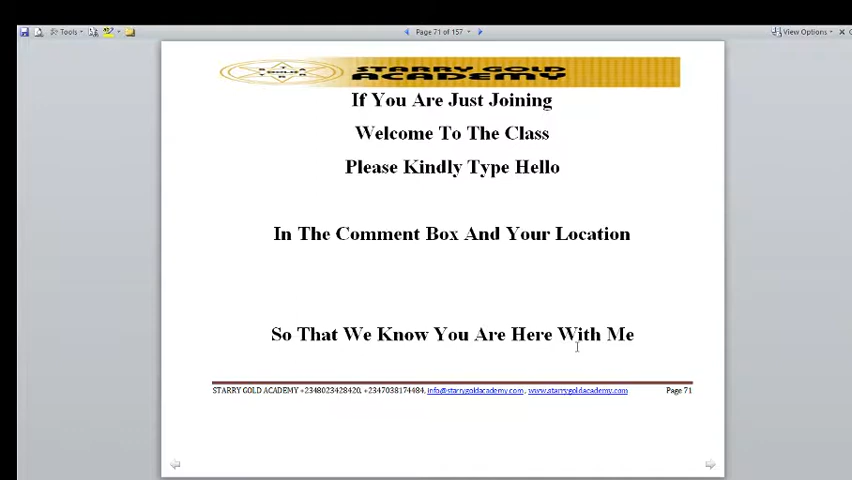 Tools
Page 71 of 157
View Options
STARRY GOLD
ACADEMY
If You Are Just Joining
Welcome To The Class
Please Kindly Type Hello
In The Comment Box And Your Location
So That We Know You Are Here With Me
STARRY GOLD ACADEMY +2348023428420, +2347038174484, info@starrygoldacademy.com, www.starrygoldacademy.com Page 71